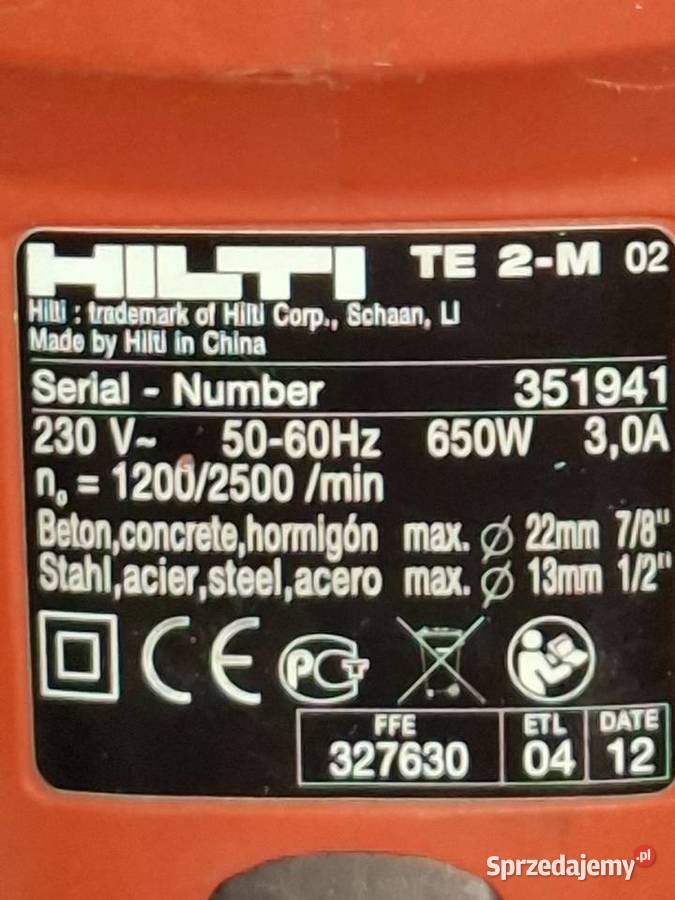 HILTI TE 2-M 02
Hilti : trademark of Hilti Corp., Schaan, LI
Made by Hilti in China
Serial - Number 351941
230 V~ 50-60Hz 650W 3,0A
n₀ = 1200/2500 /min
Beton,concrete,hormigón max. ∅ 22mm 7/8"
Stahl,acier,steel,acero max. ∅ 13mm 1/2"
CE PCT
FFE ETL DATE
327630 04 12
Sprzedajemy.pl